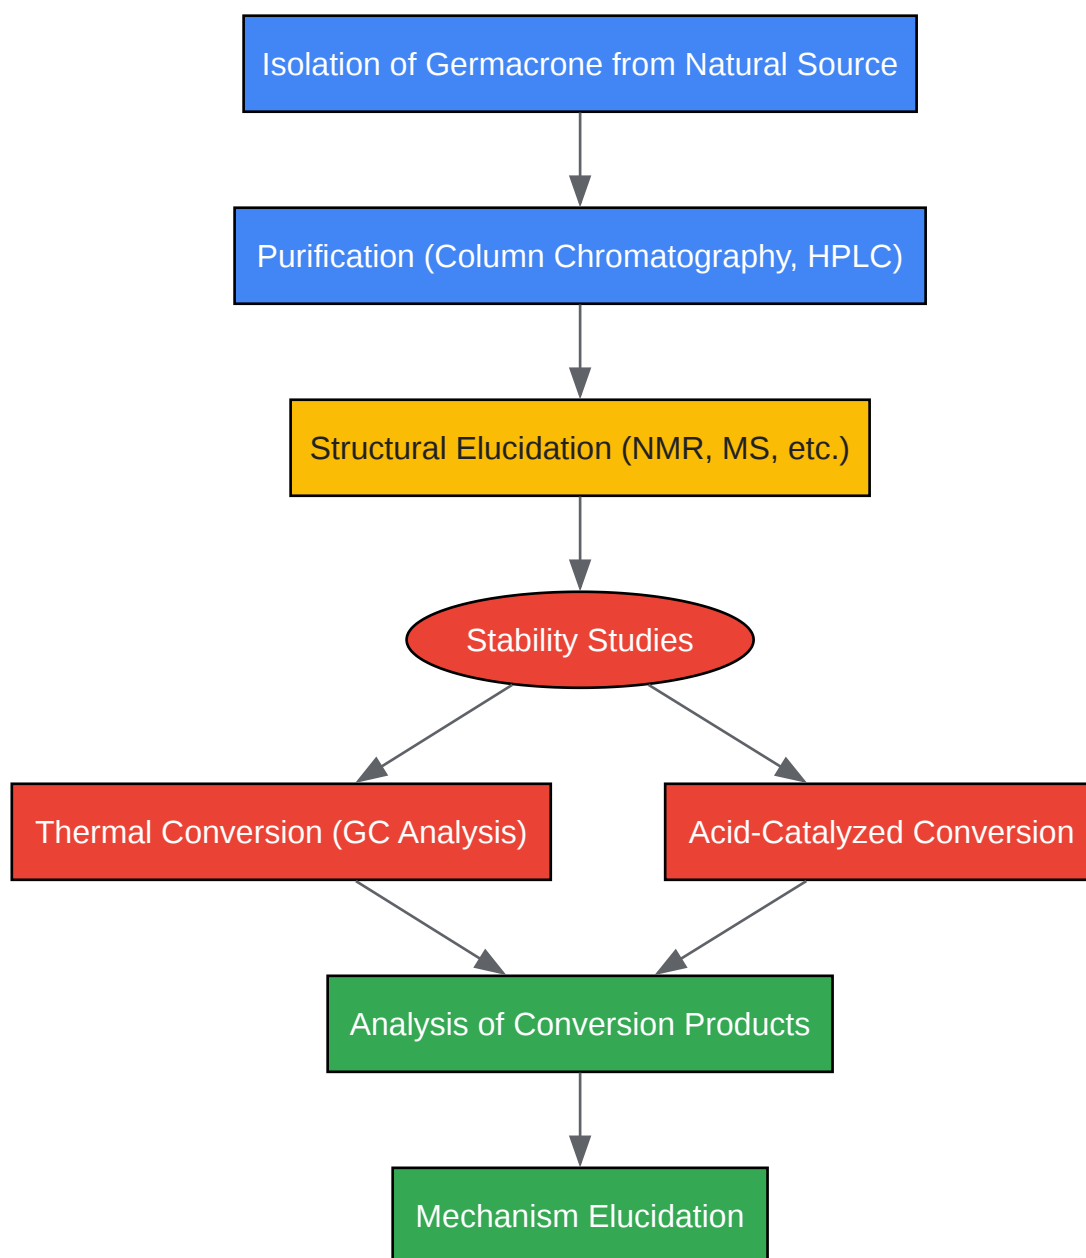 Isolation of Germacrone from Natural Source
Purification (Column Chromatography, HPLC)
Structural Elucidation (NMR, MS, etc.)
Stability Studies
Thermal Conversion (GC Analysis)
Acid-Catalyzed Conversion
Analysis of Conversion Products
Mechanism Elucidation